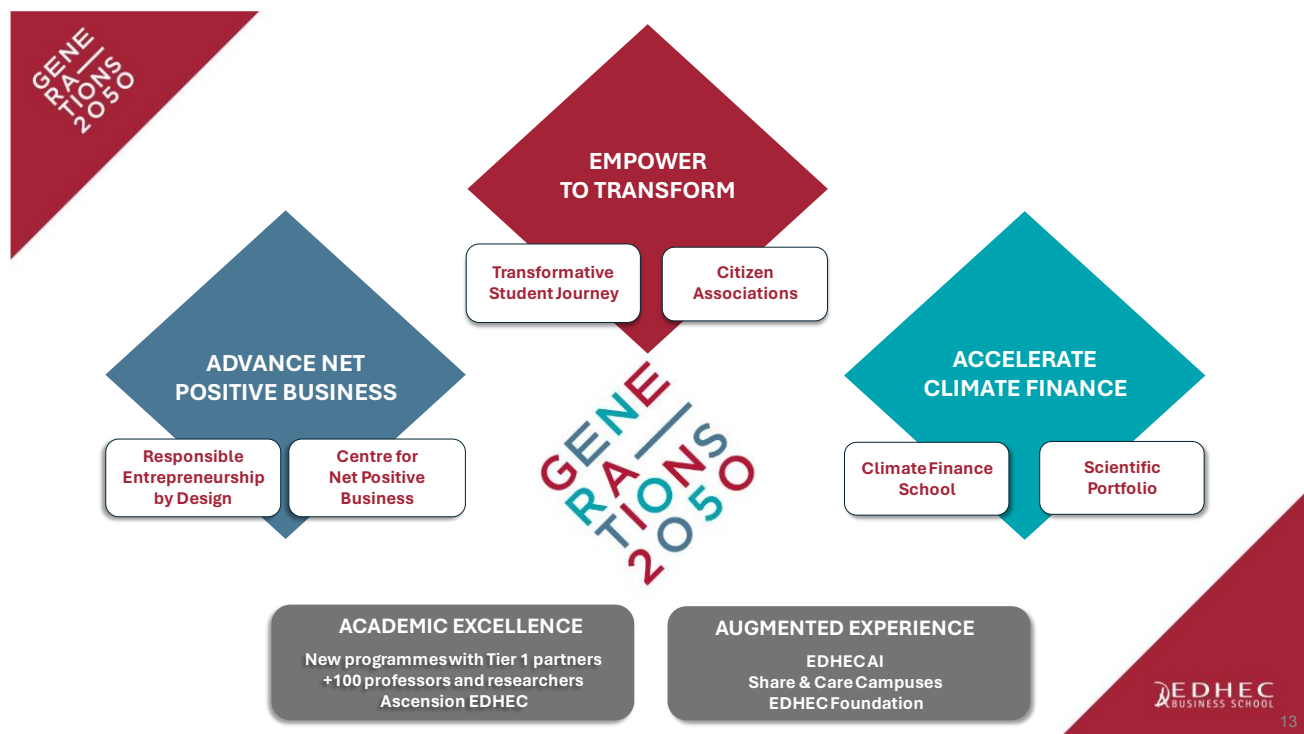 GENE
RA
TIONS
2050
EMPOWER
TO TRANSFORM
Transformative
Student Journey
Citizen
Associations
ADVANCE NET
POSITIVE BUSINESS
Responsible
Entrepreneurship
by Design
Centre for
Net Positive
Business
ACCELERATE
CLIMATE FINANCE
Climate Finance
School
Scientific
Portfolio
GENE
RA
TIONS
2050
ACADEMIC EXCELLENCE
New programmes with Tier 1 partners
+100 professors and researchers
Ascension EDHEC
AUGMENTED EXPERIENCE
EDHEC AI
Share & Care Campuses
EDHEC Foundation
EDHEC
BUSINESS SCHOOL
13